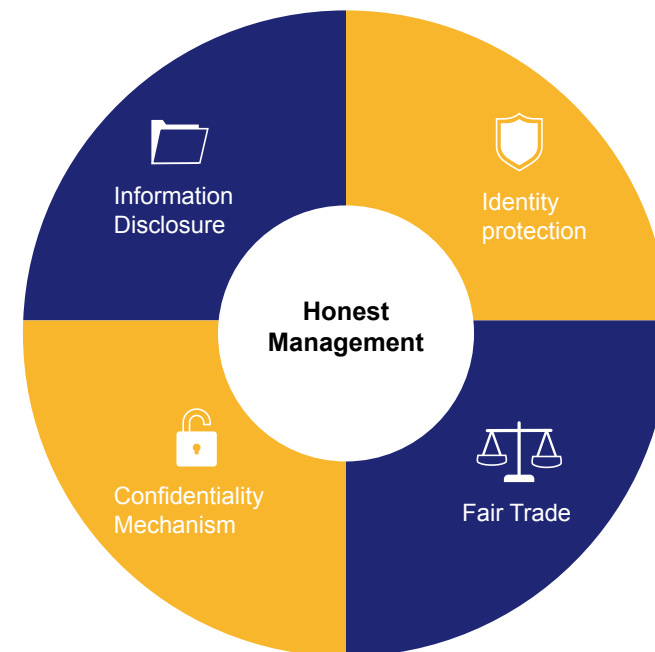 Information
Disclosure
Identity
protection
Honest
Management
Confidentiality
Mechanism
Fair Trade